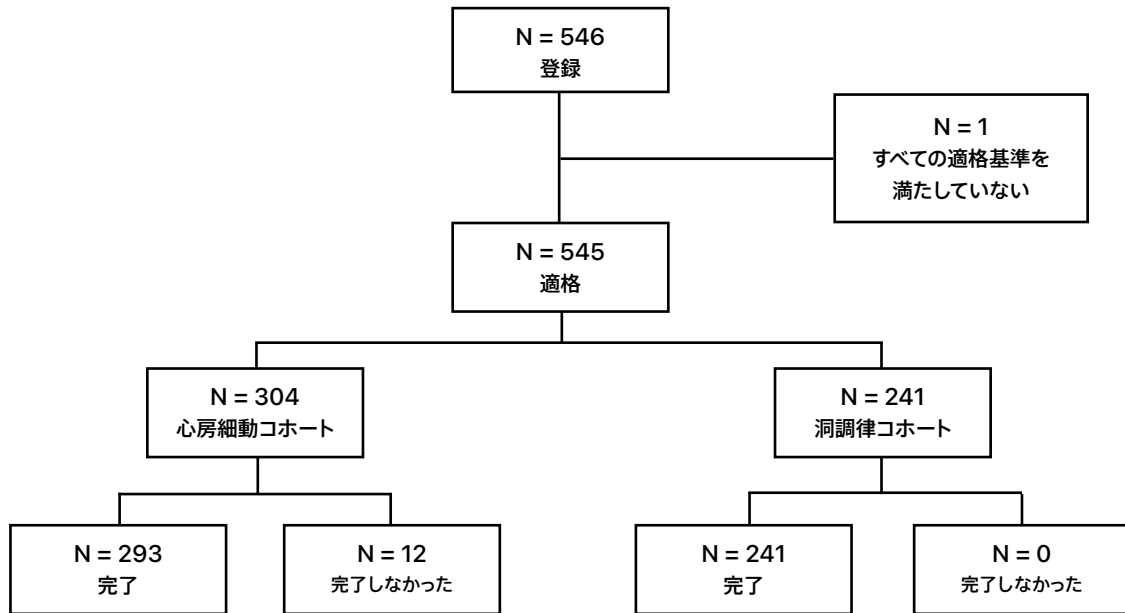 N = 546
登録
N = 1
すべての適格基準を
満たしていない
N = 545
適格
N = 304
心房細動コホート
N = 241
洞調律コホート
N = 293
完了
N = 12
完了しなかった
N = 241
完了
N = 0
完了しなかった